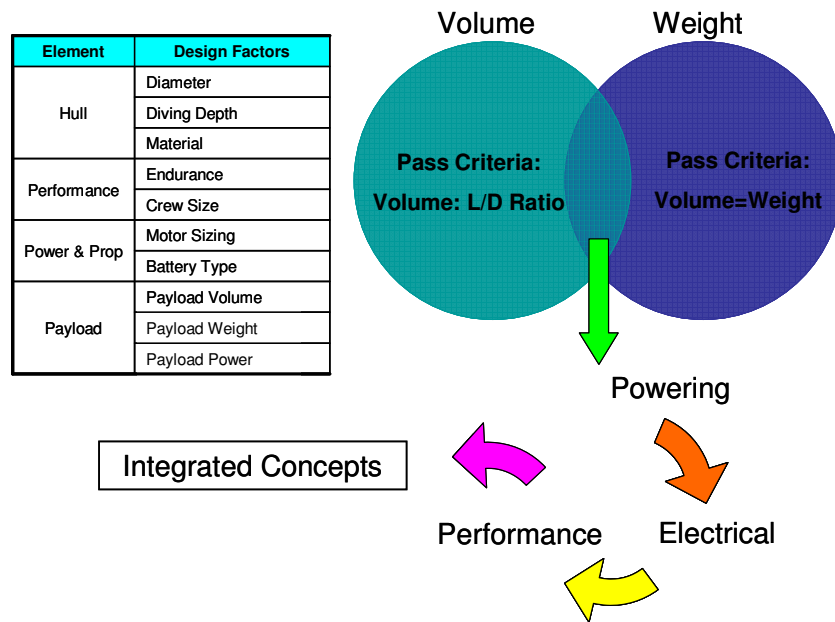 Volume Weight
Element Design Factors
Hull
Diameter
Diving Depth
Material
Performance
Endurance
Crew Size
Power & Prop
Motor Sizing
Battery Type
Payload
Payload Volume
Payload Weight
Payload Power
Pass Criteria:
Volume: L/D Ratio
Pass Criteria:
Volume=Weight
Powering
Electrical
Performance
Integrated Concepts